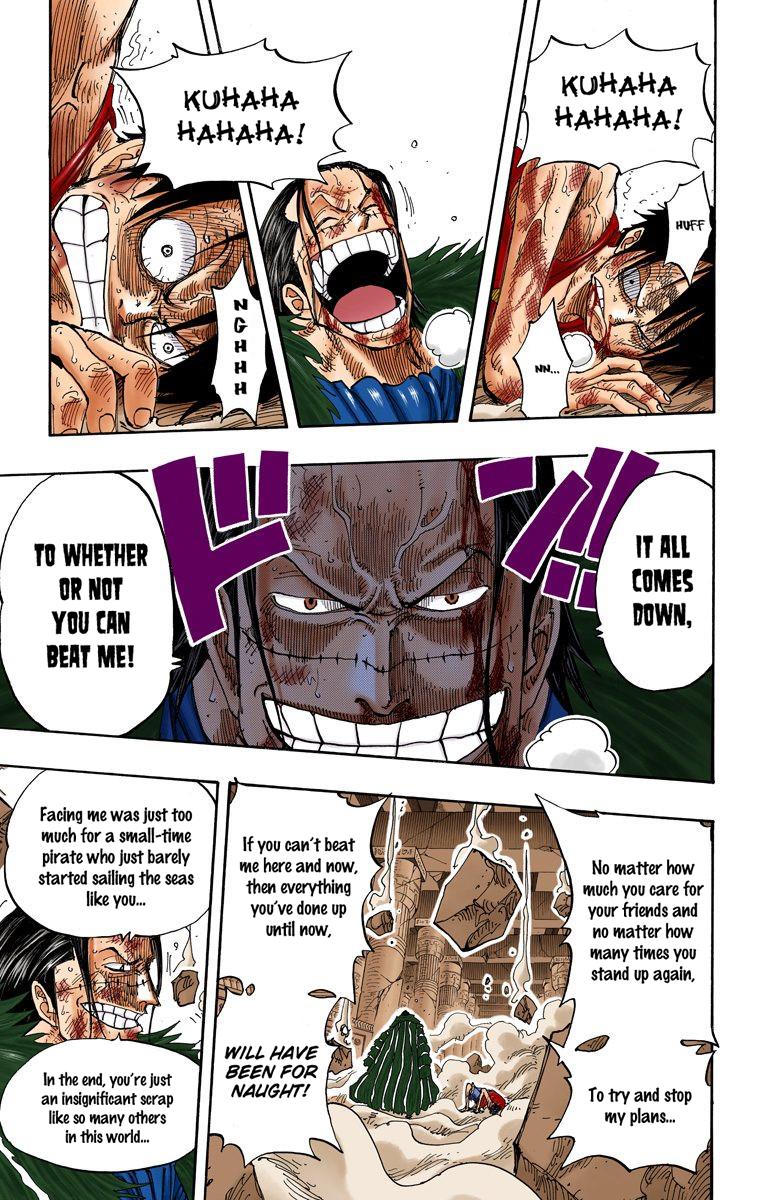 KUHAHA
HAHAHA!
HUFF
NN...
KUHAHA
HAHAHA!
NGHHH
IT ALL
COMES
DOWN,
ドン!!
TO WHETHER
OR NOT
YOU CAN
BEAT ME!
No matter how
much you care for
your friends and
no matter how
many times you
stand up again,
To try and stop
my plans...
If you can't beat
me here and now,
then everything
you've done up
until now,
WILL HAVE
BEEN FOR
NAUGHT!
Facing me was just too
much for a small-time
pirate who just barely
started sailing the seas
like you...
In the end, you're just
an insignificant scrap
like so many others
in this world...